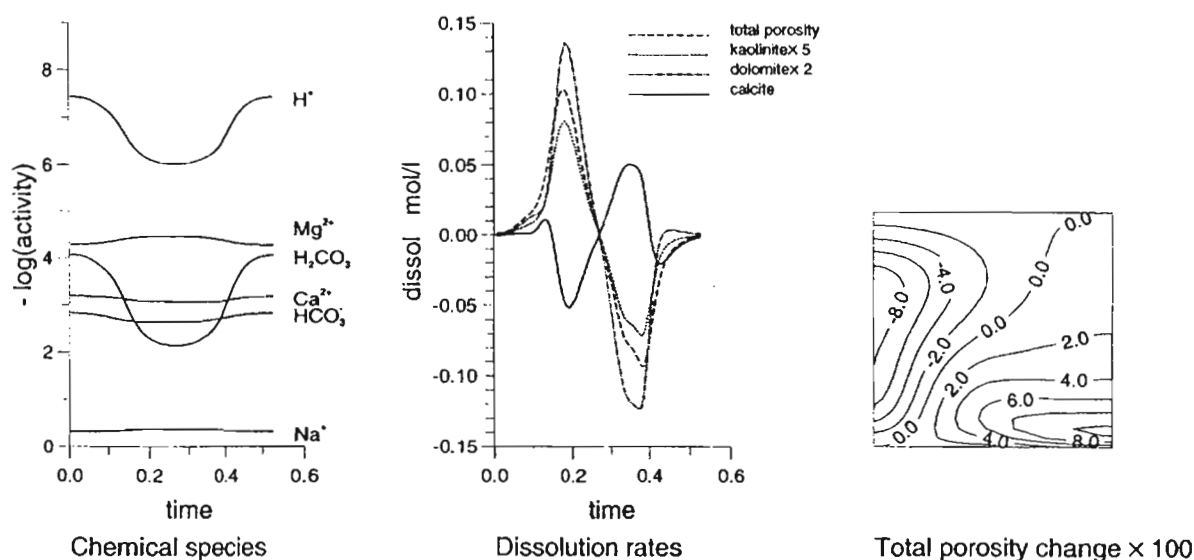 8
6
4
2
0
- log(activity)
H⁺
Mg²⁺
H₂CO₃
Ca²⁺
HCO₃⁻
Na⁺
0.0 0.2 0.4 0.6
time
Chemical species
0.15
0.10
0.05
0.00
-0.05
-0.10
-0.15
dissol mol/l
total porosity
kaolinite× 5
dolomite× 2
calcite
0.0 0.2 0.4 0.6
time
Dissolution rates
0.0
0.0
-4.0
-8.0
0.0
-2.0
2.0
2.0
4.0
6.0
0.0
4.0
8.0
Total porosity change × 100